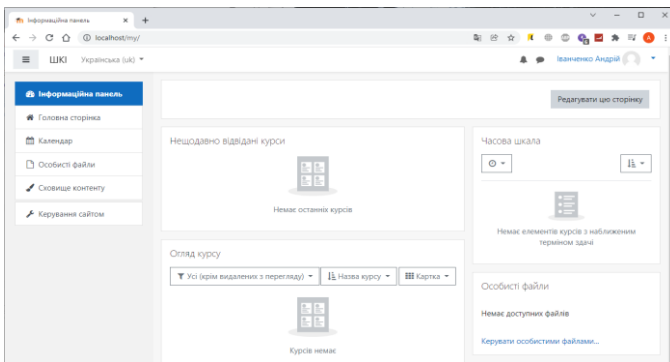 Інформаційна панель
localhost/my/
ШКІ Українська (uk)
Іванченко Андрій
Інформаційна панель
Головна сторінка
Календар
Особисті файли
Сховище контенту
Керування сайтом
Редагувати цю сторінку
Нещодавно відвідані курси
Немає останніх курсів
Огляд курсу
Усі (крім видалених з перегляду)
Назва курсу
Картка
Курсів немає
Часова шкала
Немає елементів курсів з наближеним
терміном здачі
Особисті файли
Немає доступних файлів
Керувати особистими файлами...